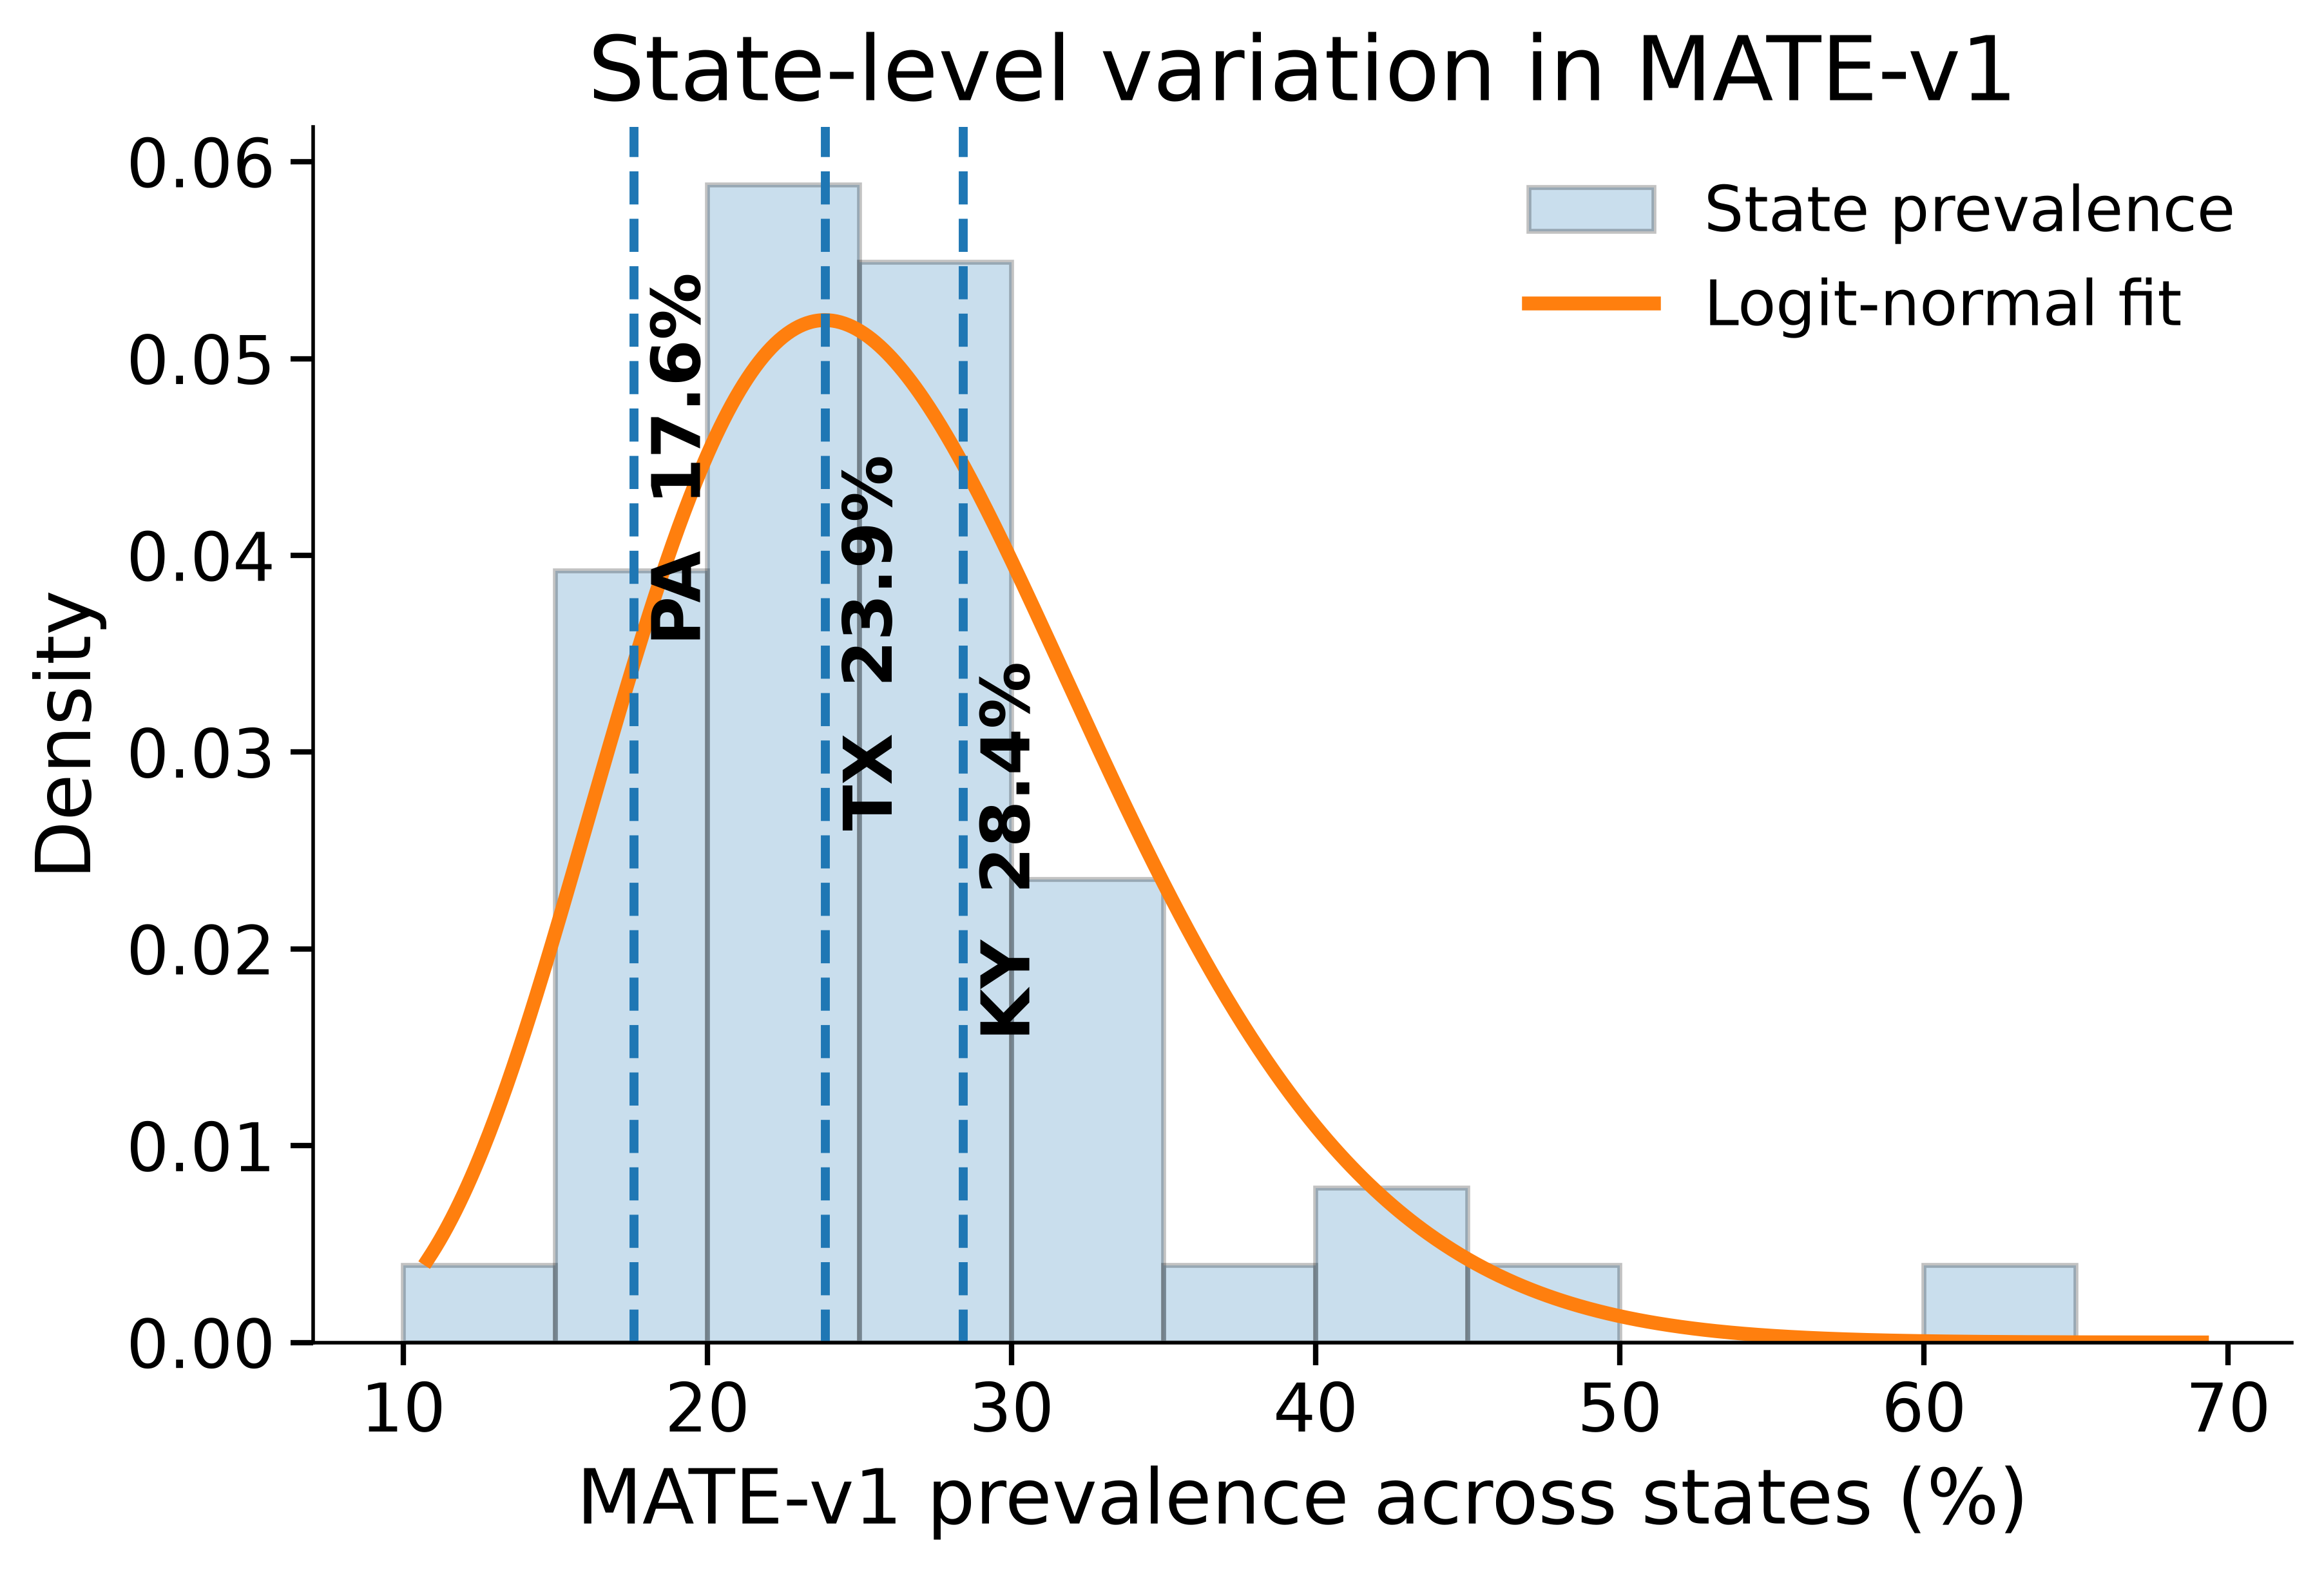 State-level variation in MATE-v1
State prevalence
Logit-normal fit
Density
0.06
0.05
0.04
0.03
0.02
0.01
0.00
PA 17.6%
TX 23.9%
KY 28.4%
10 20 30 40 50 60 70
MATE-v1 prevalence across states (%)